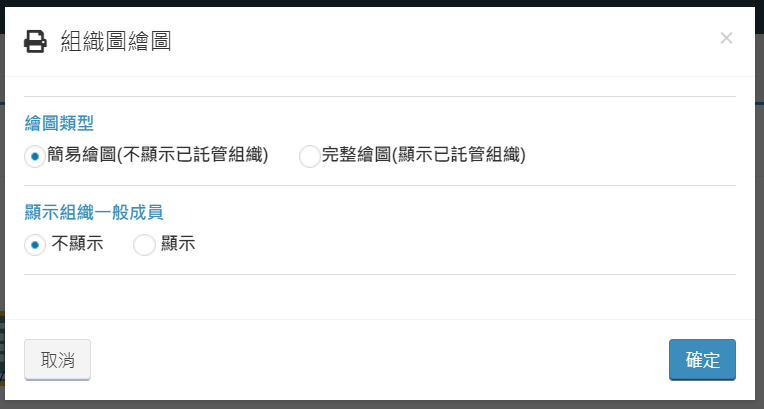 組織圖繪圖
×
繪圖類型
簡易繪圖(不顯示已託管組織) 完整繪圖(顯示已託管組織)
顯示組織一般成員
不顯示 顯示
取消 確定